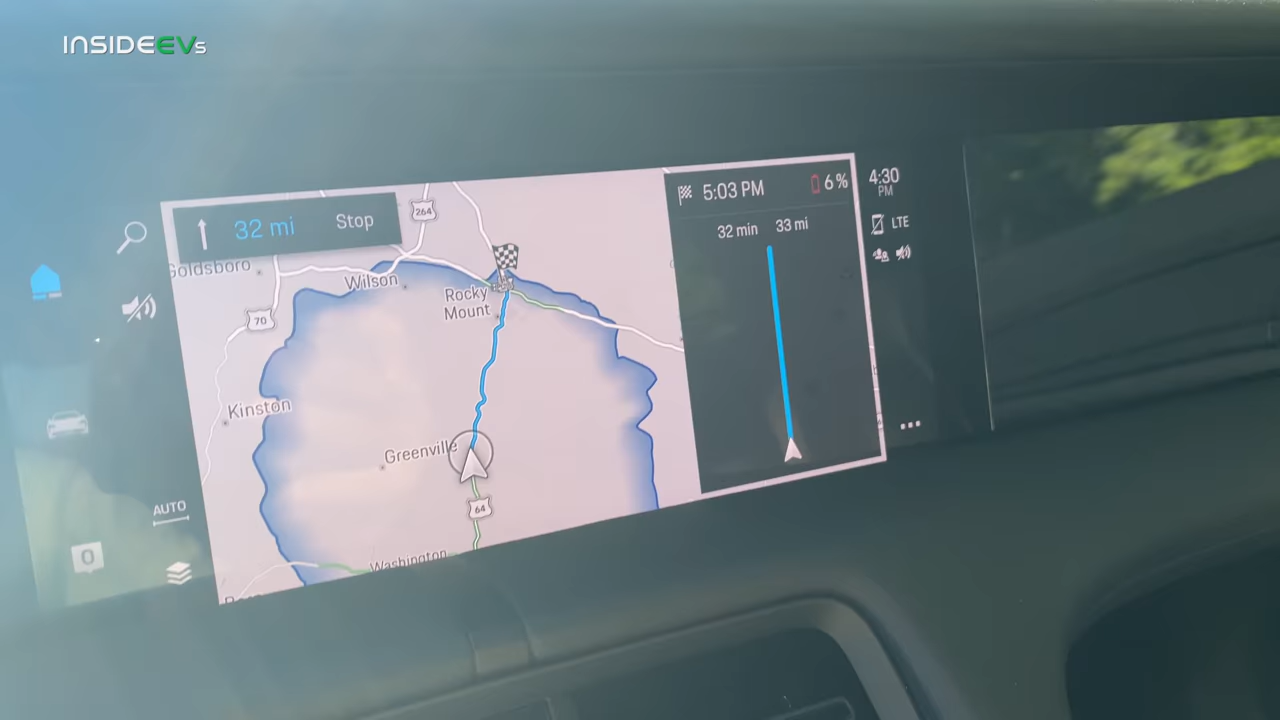 INSIDEEVs
32 mi Stop
264
Goldsboro
Wilson
Rocky
Mount
70
Kinston
Greenville
64
Washington
AUTO
0
5:03 PM 6%
32 min 33 mi
4:30
PM
LTE